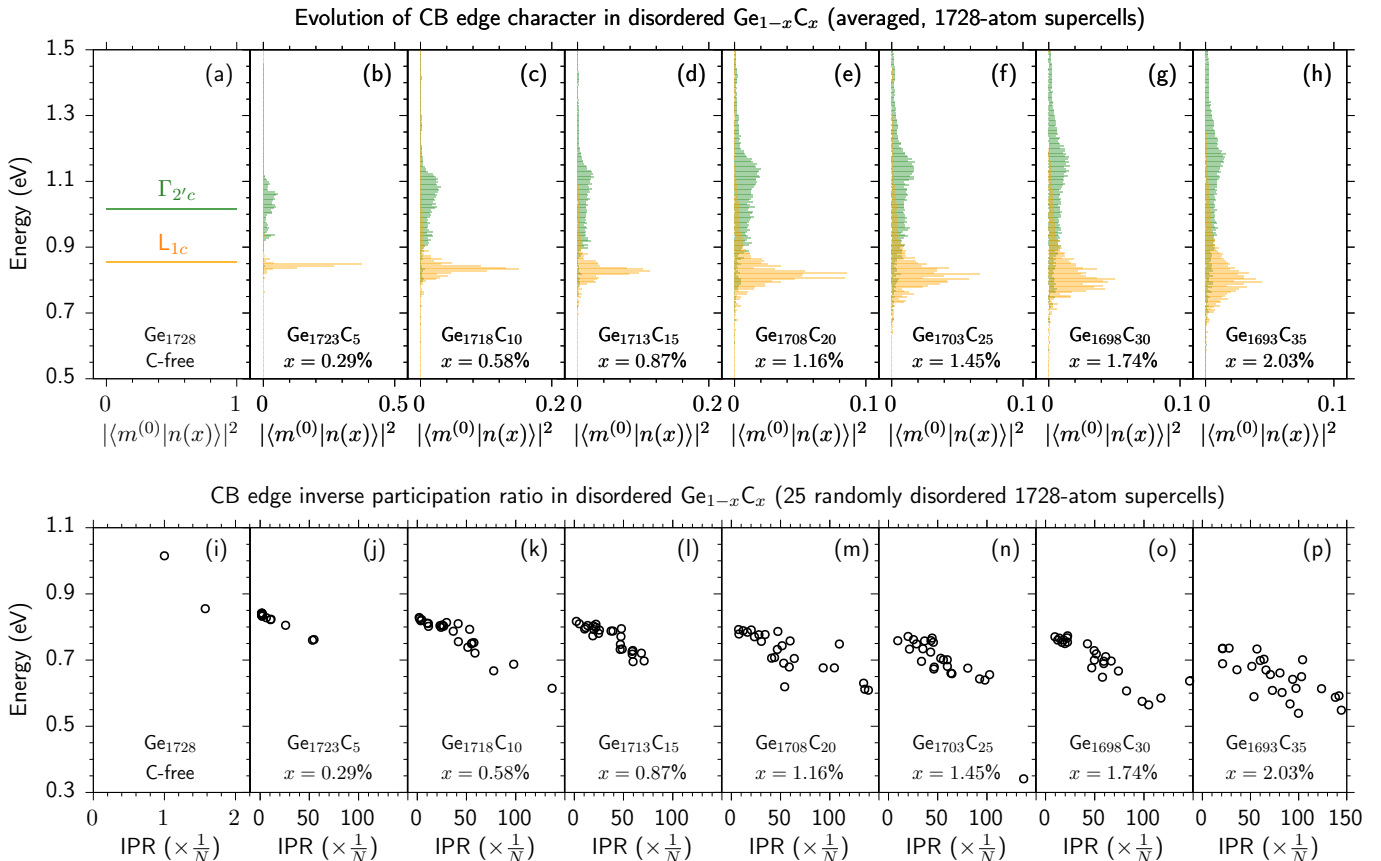 Evolution of CB edge character in disordered Ge₁₋ₓCₓ (averaged, 1728-atom supercells)
(a) (b) (c) (d) (e) (f) (g) (h)
Energy (eV)
1.5
1.3
1.1
0.9
0.7
0.5
Γ₂′c
L₁c
Ge₁₇₂₈ Ge₁₇₂₃C₅ Ge₁₇₁₈C₁₀ Ge₁₇₁₃C₁₅ Ge₁₇₀₈C₂₀ Ge₁₇₀₃C₂₅ Ge₁₆₉₈C₃₀ Ge₁₆₉₃C₃₅
C-free x = 0.29% x = 0.58% x = 0.87% x = 1.16% x = 1.45% x = 1.74% x = 2.03%
0 1 0 0.5 0 0.2 0 0.2 0 0.1 0 0.1 0 0.1 0 0.1
|⟨m⁽⁰⁾|n(x)⟩|² |⟨m⁽⁰⁾|n(x)⟩|² |⟨m⁽⁰⁾|n(x)⟩|² |⟨m⁽⁰⁾|n(x)⟩|² |⟨m⁽⁰⁾|n(x)⟩|² |⟨m⁽⁰⁾|n(x)⟩|² |⟨m⁽⁰⁾|n(x)⟩|² |⟨m⁽⁰⁾|n(x)⟩|²
CB edge inverse participation ratio in disordered Ge₁₋ₓCₓ (25 randomly disordered 1728-atom supercells)
(i) (j) (k) (l) (m) (n) (o) (p)
Energy (eV)
1.1
0.9
0.7
0.5
0.3
Ge₁₇₂₈ Ge₁₇₂₃C₅ Ge₁₇₁₈C₁₀ Ge₁₇₁₃C₁₅ Ge₁₇₀₈C₂₀ Ge₁₇₀₃C₂₅ Ge₁₆₉₈C₃₀ Ge₁₆₉₃C₃₅
C-free x = 0.29% x = 0.58% x = 0.87% x = 1.16% x = 1.45% x = 1.74% x = 2.03%
0 1 2 0 50 100 0 50 100 0 50 100 0 50 100 0 50 100 0 50 100 0 50 100 150
IPR (× 1/N) IPR (× 1/N) IPR (× 1/N) IPR (× 1/N) IPR (× 1/N) IPR (× 1/N) IPR (× 1/N) IPR (× 1/N)